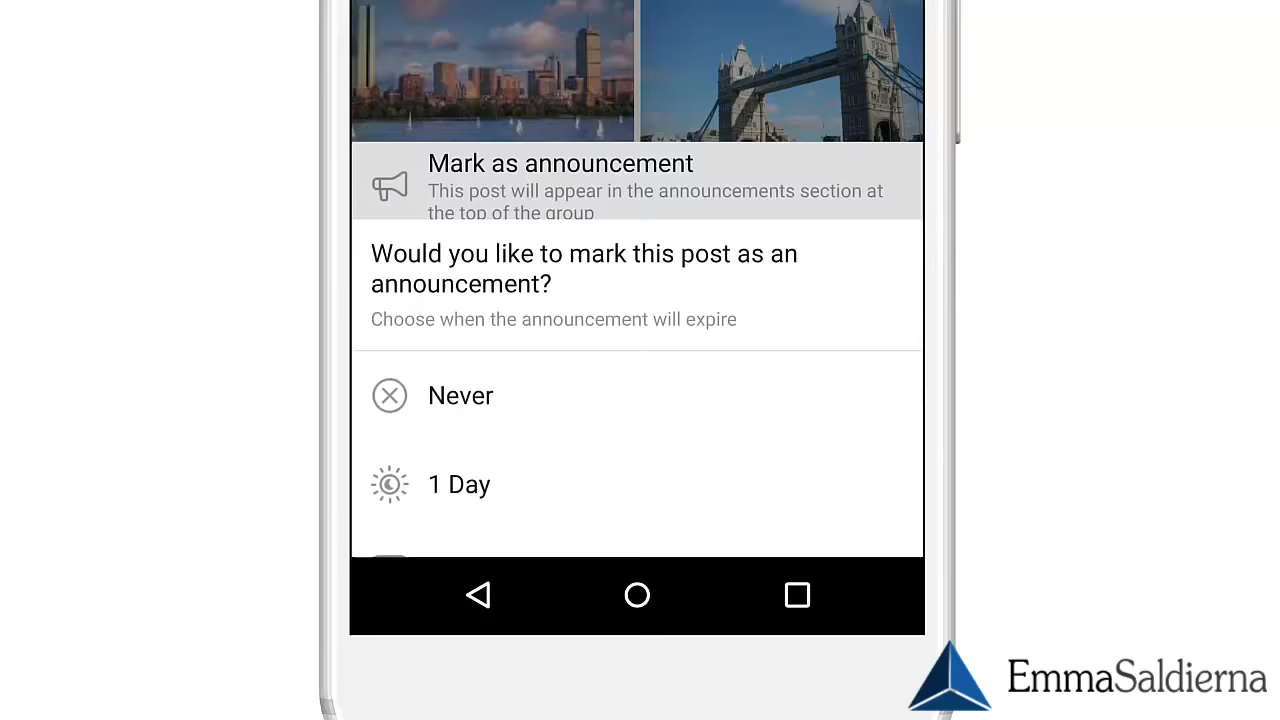 Mark as announcement
This post will appear in the announcements section at
the top of the group
Would you like to mark this post as an
announcement?
Choose when the announcement will expire
Never
1 Day
EmmaSaldierna